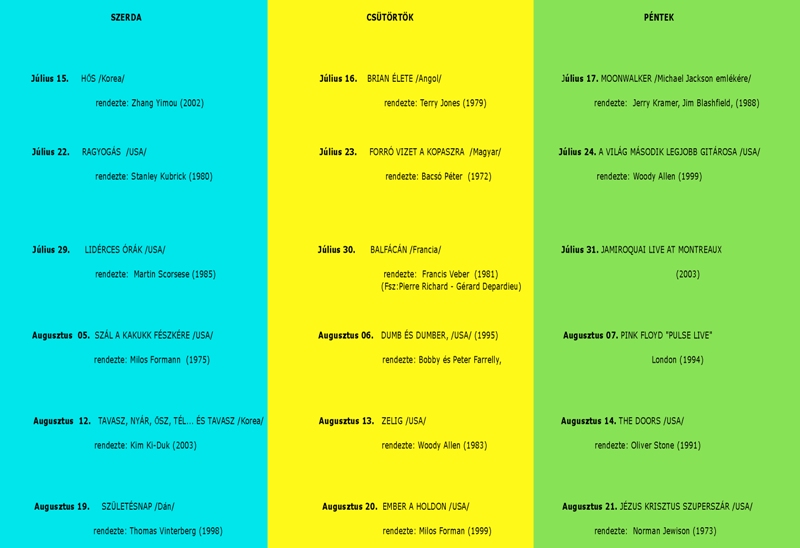 SZERDA
Július 15. HŐS /Korea/
rendezte: Zhang Yimou (2002)
Július 22. RAGYOGÁS /USA/
rendezte: Stanley Kubrick (1980)
Július 29. LIDÉRCES ÓRÁK /USA/
rendezte: Martin Scorsese (1985)
Augusztus 05. SZÁL A KAKUKK FÉSZKÉRE /USA/
rendezte: Milos Formann (1975)
Augusztus 12. TAVASZ, NYÁR, ŐSZ, TÉL... ÉS TAVASZ /Korea/
rendezte: Kim Ki-Duk (2003)
Augusztus 19. SZÜLETÉSNAP /Dán/
rendezte: Thomas Vinterberg (1998)
CSÜTÖRTÖK
Július 16. BRIAN ÉLETE /Angol/
rendezte: Terry Jones (1979)
Július 23. FORRÓ VIZET A KOPASZRA /Magyar/
rendezte: Bacsó Péter (1972)
Július 30. BALFÁCÁN /Francia/
rendezte: Francis Veber (1981)
(Fsz:Pierre Richard - Gérard Depardieu)
Augusztus 06. DUMB ÉS DUMBER, /USA/ (1995)
rendezte: Bobby és Peter Farrelly,
Augusztus 13. ZELIG /USA/
rendezte: Woody Allen (1983)
Augusztus 20. EMBER A HOLDON /USA/
rendezte: Milos Forman (1999)
PÉNTEK
Július 17. MOONWALKER /Michael Jackson emlékére/
rendezte: Jerry Kramer, Jim Blashfield, (1988)
Július 24. A VILÁG MÁSODIK LEGJOBB GITÁROSA /USA/
rendezte: Woody Allen (1999)
Július 31. JAMIROQUAI LIVE AT MONTREAUX
(2003)
Augusztus 07. PINK FLOYD "PULSE LIVE"
London (1994)
Augusztus 14. THE DOORS /USA/
rendezte: Oliver Stone (1991)
Augusztus 21. JÉZUS KRISZTUS SZUPERSZÁR /USA/
rendezte: Norman Jewison (1973)